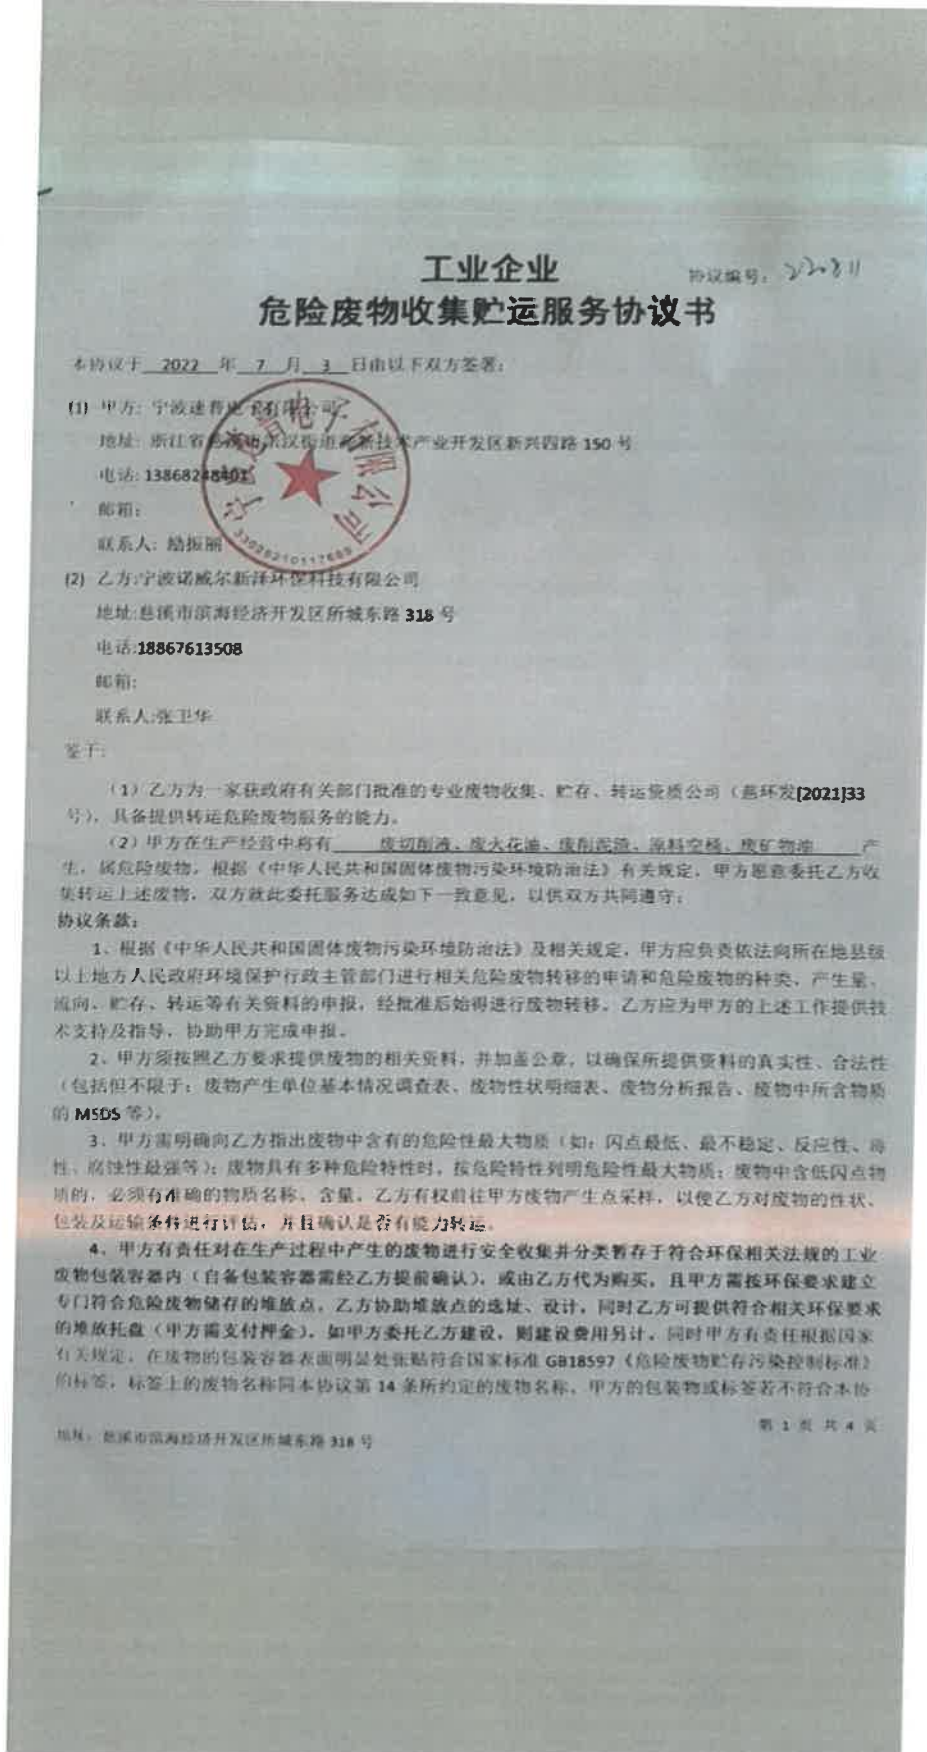 工业企业
协议编号：220811
危险废物收集贮运服务协议书
本协议于 2022 年 7 月 3 日由以下双方签署：
(1) 甲方: 宁波速普电子有限公司
地址: 浙江省慈溪市宗汉街道高新技术产业开发区新兴四路 150 号
电话: 13868248401
邮箱:
联系人: 励振丽
宁波速普电子有限公司
(2) 乙方:宁波诺威尔新泽环保科技有限公司
地址:慈溪市滨海经济开发区所城东路 318 号
电话:18867613508
邮箱:
联系人:张卫华
鉴于:
（1）乙方为一家获政府有关部门批准的专业废物收集、贮存、转运资质公司（慈环发[2021]33
号），具备提供转运危险废物服务的能力。
（2）甲方在生产经营中将有 废切削液、废火花油、废削泥渣、原料空桶、废矿物油 产
生，属危险废物，根据《中华人民共和国固体废物污染环境防治法》有关规定，甲方愿意委托乙方收
集转运上述废物，双方就此委托服务达成如下一致意见，以供双方共同遵守：
协议条款：
1、根据《中华人民共和国固体废物污染环境防治法》及相关规定，甲方应负责依法向所在地县级
以上地方人民政府环境保护行政主管部门进行相关危险废物转移的申请和危险废物的种类、产生量、
流向、贮存、转运等有关资料的申报，经批准后始得进行废物转移。乙方应为甲方的上述工作提供技
术支持及指导，协助甲方完成申报。
2、甲方须按照乙方要求提供废物的相关资料，并加盖公章，以确保所提供资料的真实性、合法性
（包括但不限于：废物产生单位基本情况调查表、废物性状明细表、废物分析报告、废物中所含物质
的 MSDS 等）。
3、甲方需明确向乙方指出废物中含有的危险性最大物质（如：闪点最低、最不稳定、反应性、毒
性、腐蚀性最强等）；废物具有多种危险特性时，按危险特性列明危险性最大物质；废物中含低闪点物
质的，必须有准确的物质名称、含量。乙方有权前往甲方废物产生点采样，以便乙方对废物的性状、
包装及运输条件进行评估，并且确认是否有能力转运。
4、甲方有责任对在生产过程中产生的废物进行安全收集并分类暂存于符合环保相关法规的工业
废物包装容器内（自备包装容器需经乙方提前确认），或由乙方代为购买，且甲方需按环保要求建立
专门符合危险废物储存的堆放点，乙方协助堆放点的选址、设计，同时乙方可提供符合相关环保要求
的堆放托盘（甲方需支付押金），如甲方委托乙方建设，则建设费用另计。同时甲方有责任根据国家
有关规定，在废物的包装容器表面明显处张贴符合国家标准 GB18597《危险废物贮存污染控制标准》
的标签，标签上的废物名称同本协议第 14 条所约定的废物名称。甲方的包装物或标签若不符合本协
第 1 页 共 4 页
地址：慈溪市滨海经济开发区所城东路 318 号